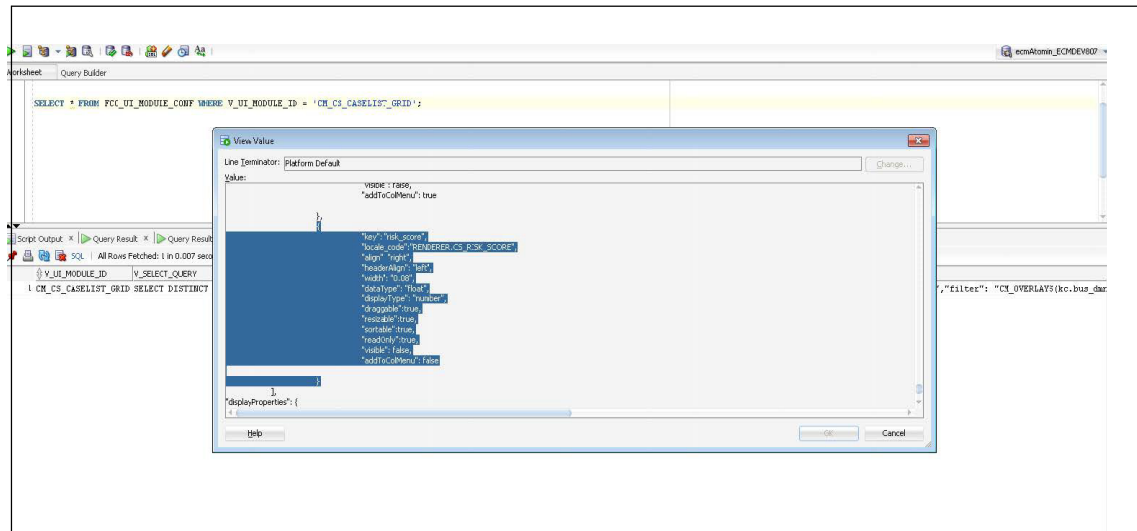 ecmAtomin_ECMDEV807
Worksheet Query Builder
SELECT * FROM FCC_UI_MODULE_CONF WHERE V_UI_MODULE_ID = 'CM_CS_CASELIST_GRID';
View Value
Line Terminator: Platform Default Change...
Value:
"visible": false,
"addToColMenu": true
},
{
"key": "risk_score",
"locale_code":"RENDERER.CS_RISK_SCORE",
"align" "right",
"headerAlign": "left",
"width": "0.08",
"dataType": "float",
"displayType": "number",
"draggable":true,
"resizable":true,
"sortable":true,
"readOnly":true,
"visible": false,
"addToColMenu": false
}
],
"displayProperties": {
Help OK Cancel
Script Output x Query Result x Query Result
SQL | All Rows Fetched: 1 in 0.007 seco
V_UI_MODULE_ID V_SELECT_QUERY
1 CM_CS_CASELIST_GRID SELECT DISTINCT ","filter": "CM_OVERLAYS(kc.bus_dmn